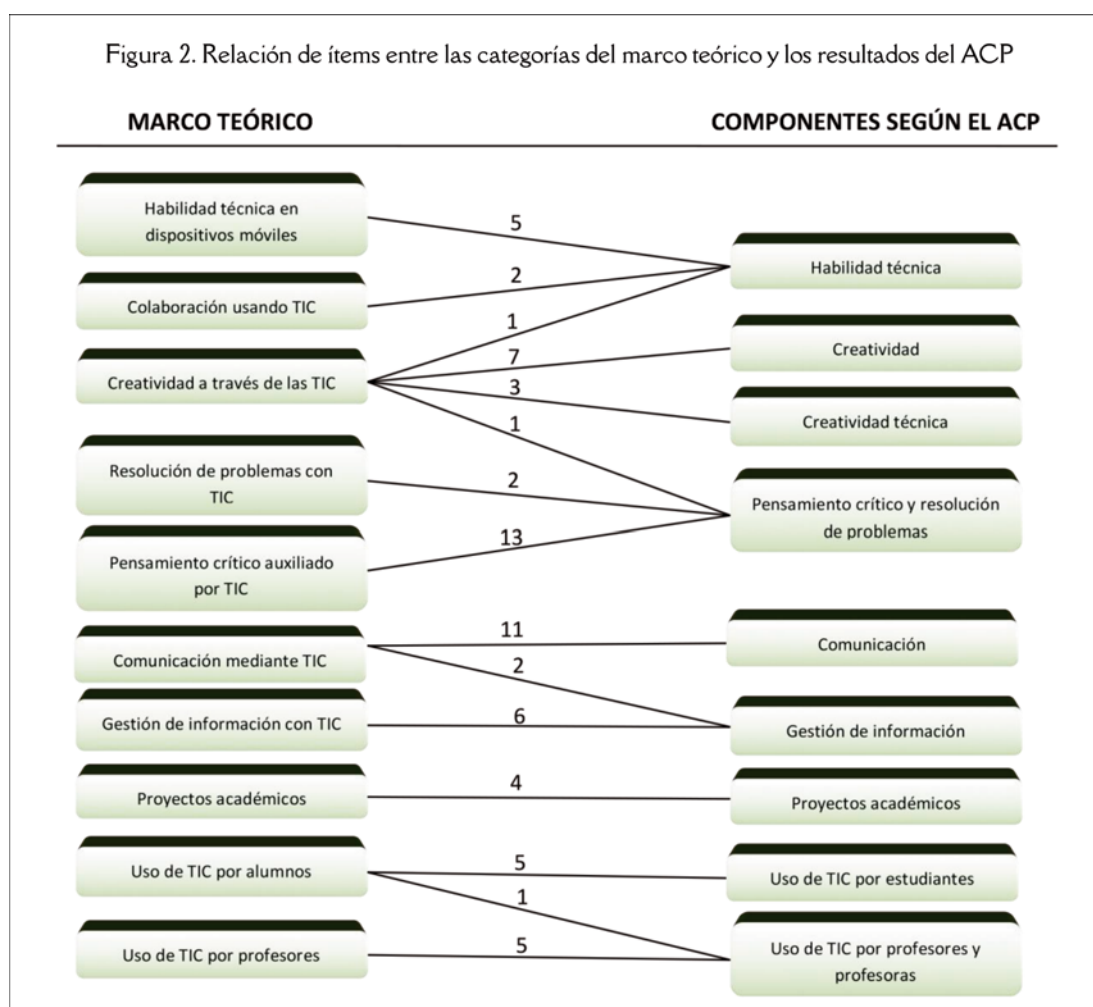 Figura 2. Relación de ítems entre las categorías del marco teórico y los resultados del ACP
MARCO TEÓRICO
COMPONENTES SEGÚN EL ACP
Habilidad técnica en
dispositivos móviles
5
Habilidad técnica
Colaboración usando TIC
2
1
Creatividad a través de las TIC
7
Creatividad
3
Creatividad técnica
1
Resolución de problemas con
TIC
2
Pensamiento crítico y resolución
de problemas
Pensamiento crítico auxiliado
por TIC
13
Comunicación mediante TIC
11
Comunicación
2
Gestión de información con TIC
6
Gestión de información
Proyectos académicos
4
Proyectos académicos
Uso de TIC por alumnos
5
Uso de TIC por estudiantes
1
Uso de TIC por profesores
5
Uso de TIC por profesores y
profesoras